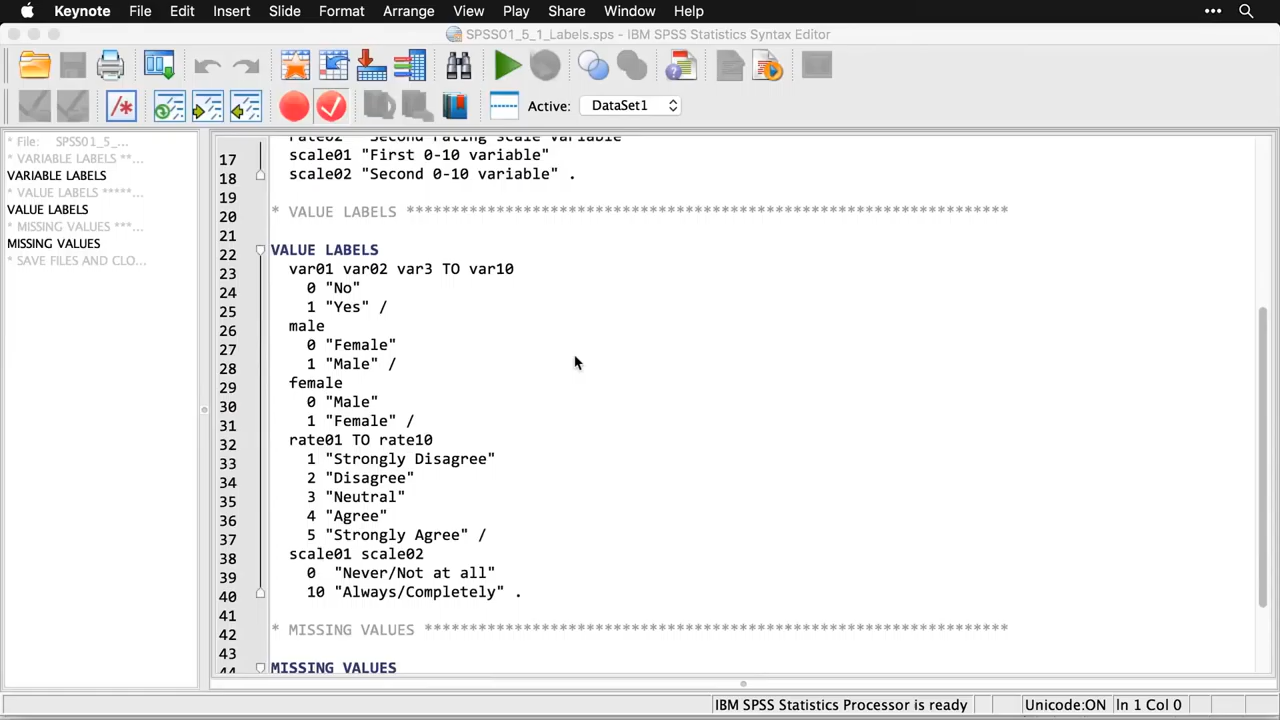 Keynote File Edit Insert Slide Format Arrange View Play Share Window Help
SPSS01_5_1_Labels.sps - IBM SPSS Statistics Syntax Editor
Active: DataSet1
* File: SPSS01_5_...
* VARIABLE LABELS **...
VARIABLE LABELS
* VALUE LABELS *****...
VALUE LABELS
* MISSING VALUES ***...
MISSING VALUES
* SAVE FILES AND CLO...
rate02 "Second rating scale variable"
17 scale01 "First 0-10 variable"
18 scale02 "Second 0-10 variable" .
19
20 * VALUE LABELS *******************************************************************
21
22 VALUE LABELS
23 var01 var02 var3 TO var10
24 0 "No"
25 1 "Yes" /
26 male
27 0 "Female"
28 1 "Male" /
29 female
30 0 "Male"
31 1 "Female" /
32 rate01 TO rate10
33 1 "Strongly Disagree"
34 2 "Disagree"
35 3 "Neutral"
36 4 "Agree"
37 5 "Strongly Agree" /
38 scale01 scale02
39 0 "Never/Not at all"
40 10 "Always/Completely" .
41
42 * MISSING VALUES *****************************************************************
43
44 MISSING VALUES
IBM SPSS Statistics Processor is ready Unicode:ON In 1 Col 0